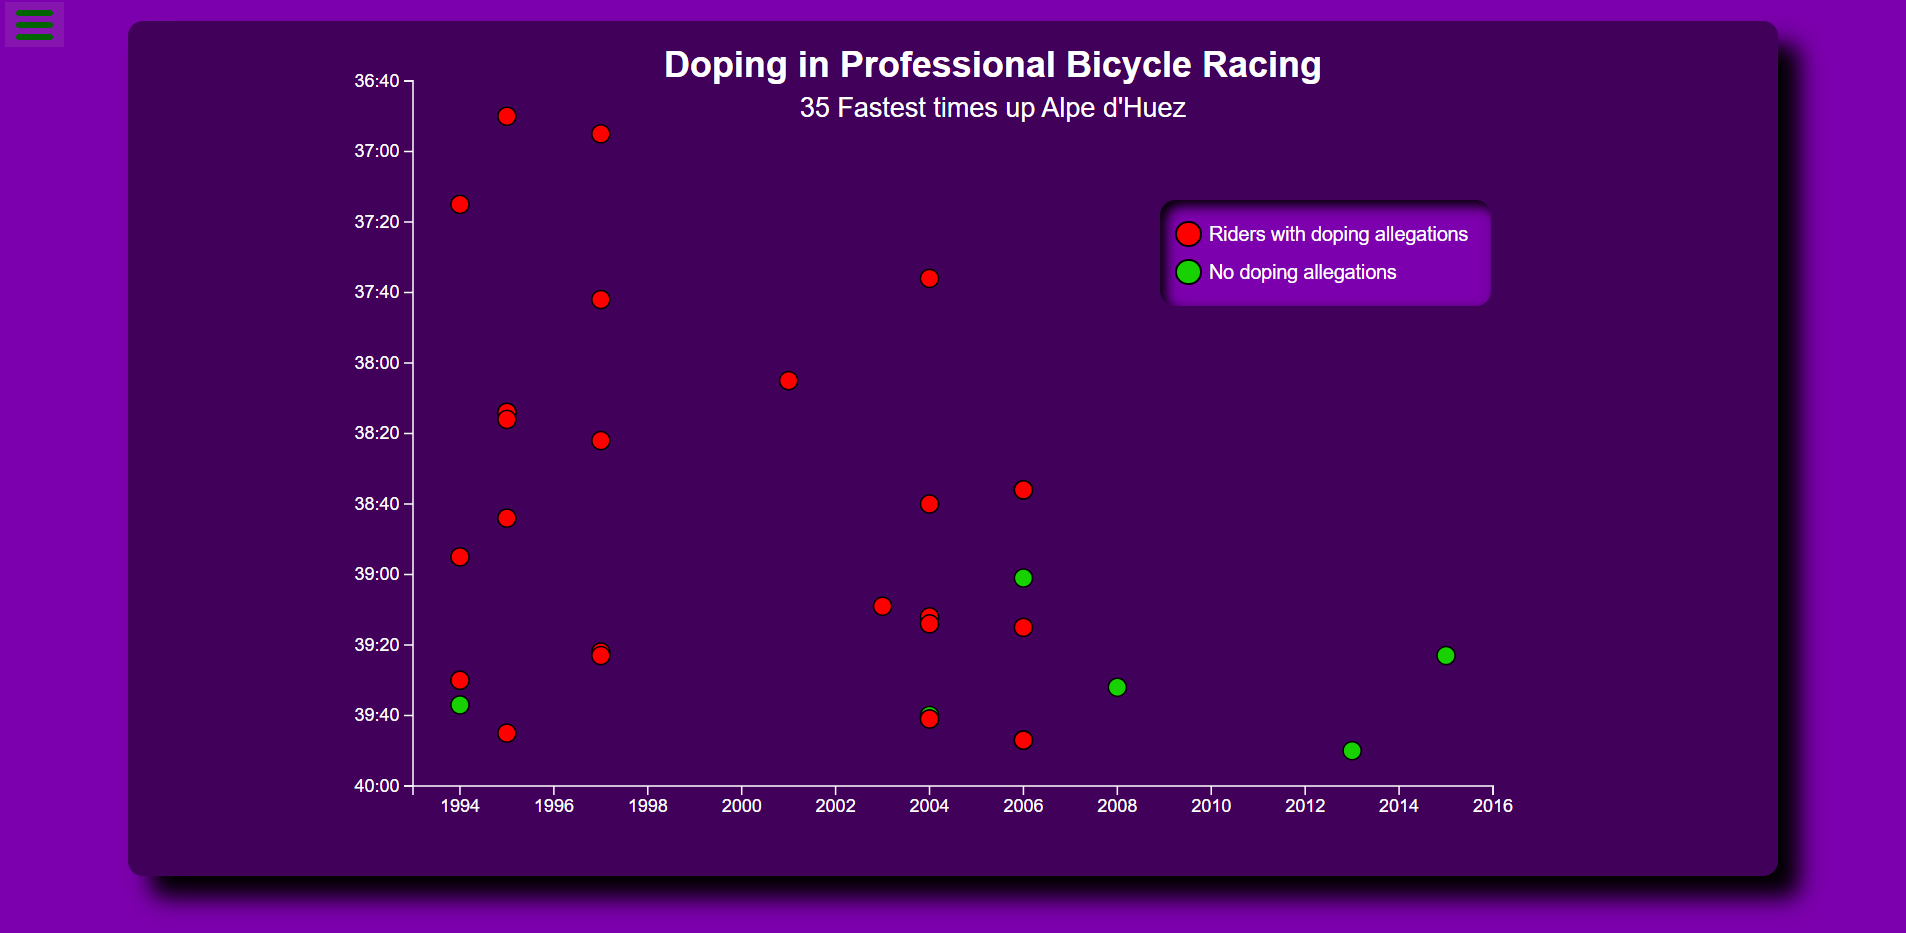 Doping in Professional Bicycle Racing
35 Fastest times up Alpe d'Huez
36:40
37:00
37:20
37:40
38:00
38:20
38:40
39:00
39:20
39:40
40:00
Riders with doping allegations
No doping allegations
1994 1996 1998 2000 2002 2004 2006 2008 2010 2012 2014 2016